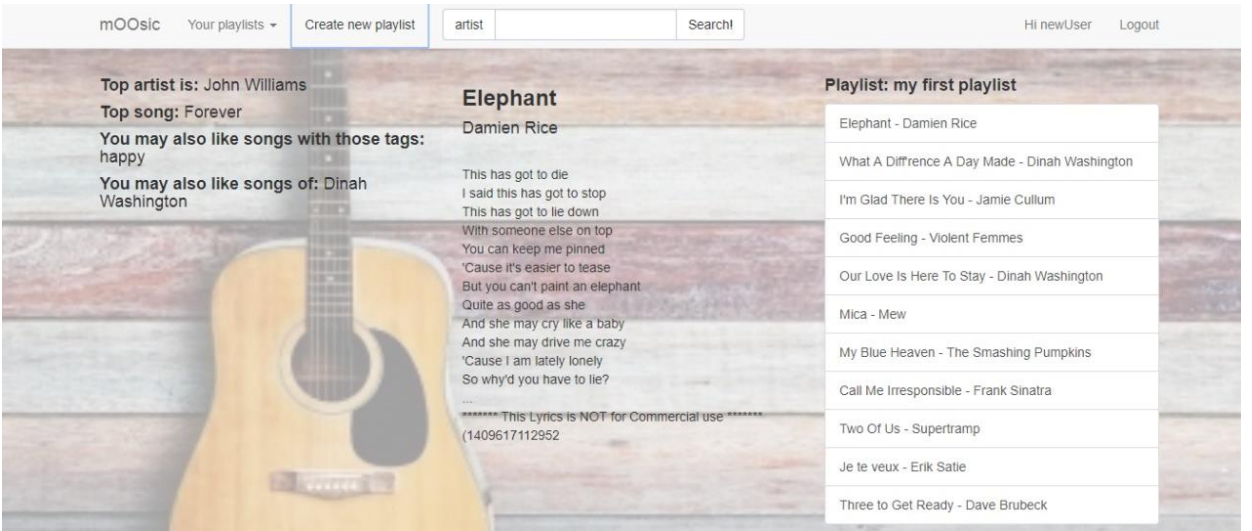 mOOsic Your playlists Create new playlist artist Search! Hi newUser Logout
Top artist is: John Williams
Top song: Forever
You may also like songs with those tags:
happy
You may also like songs of: Dinah
Washington
Elephant
Damien Rice
This has got to die
I said this has got to stop
This has got to lie down
With someone else on top
You can keep me pinned
'Cause it's easier to tease
But you can't paint an elephant
Quite as good as she
And she may cry like a baby
And she may drive me crazy
'Cause I am lately lonely
So why'd you have to lie?
...
******* This Lyrics is NOT for Commercial use *******
(1409617112952
Playlist: my first playlist
Elephant - Damien Rice
What A Diff'rence A Day Made - Dinah Washington
I'm Glad There Is You - Jamie Cullum
Good Feeling - Violent Femmes
Our Love Is Here To Stay - Dinah Washington
Mica - Mew
My Blue Heaven - The Smashing Pumpkins
Call Me Irresponsible - Frank Sinatra
Two Of Us - Supertramp
Je te veux - Erik Satie
Three to Get Ready - Dave Brubeck